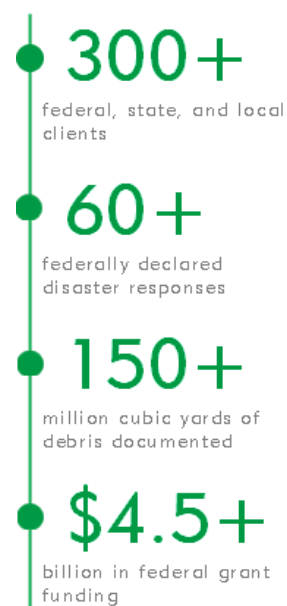 300+
federal, state, and local
clients
60+
federally declared
disaster responses
150+
million cubic yards of
debris documented
$4.5+
billion in federal grant
funding